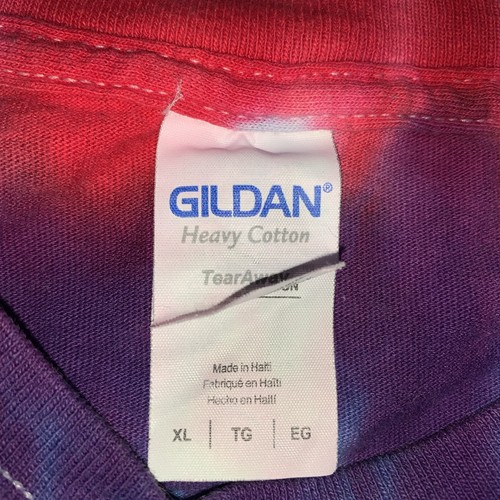 GILDAN®
Heavy Cotton
TearAway
Made in Haiti
Fabriqué en Haïti
Hecho en Haití
XL | TG | EG